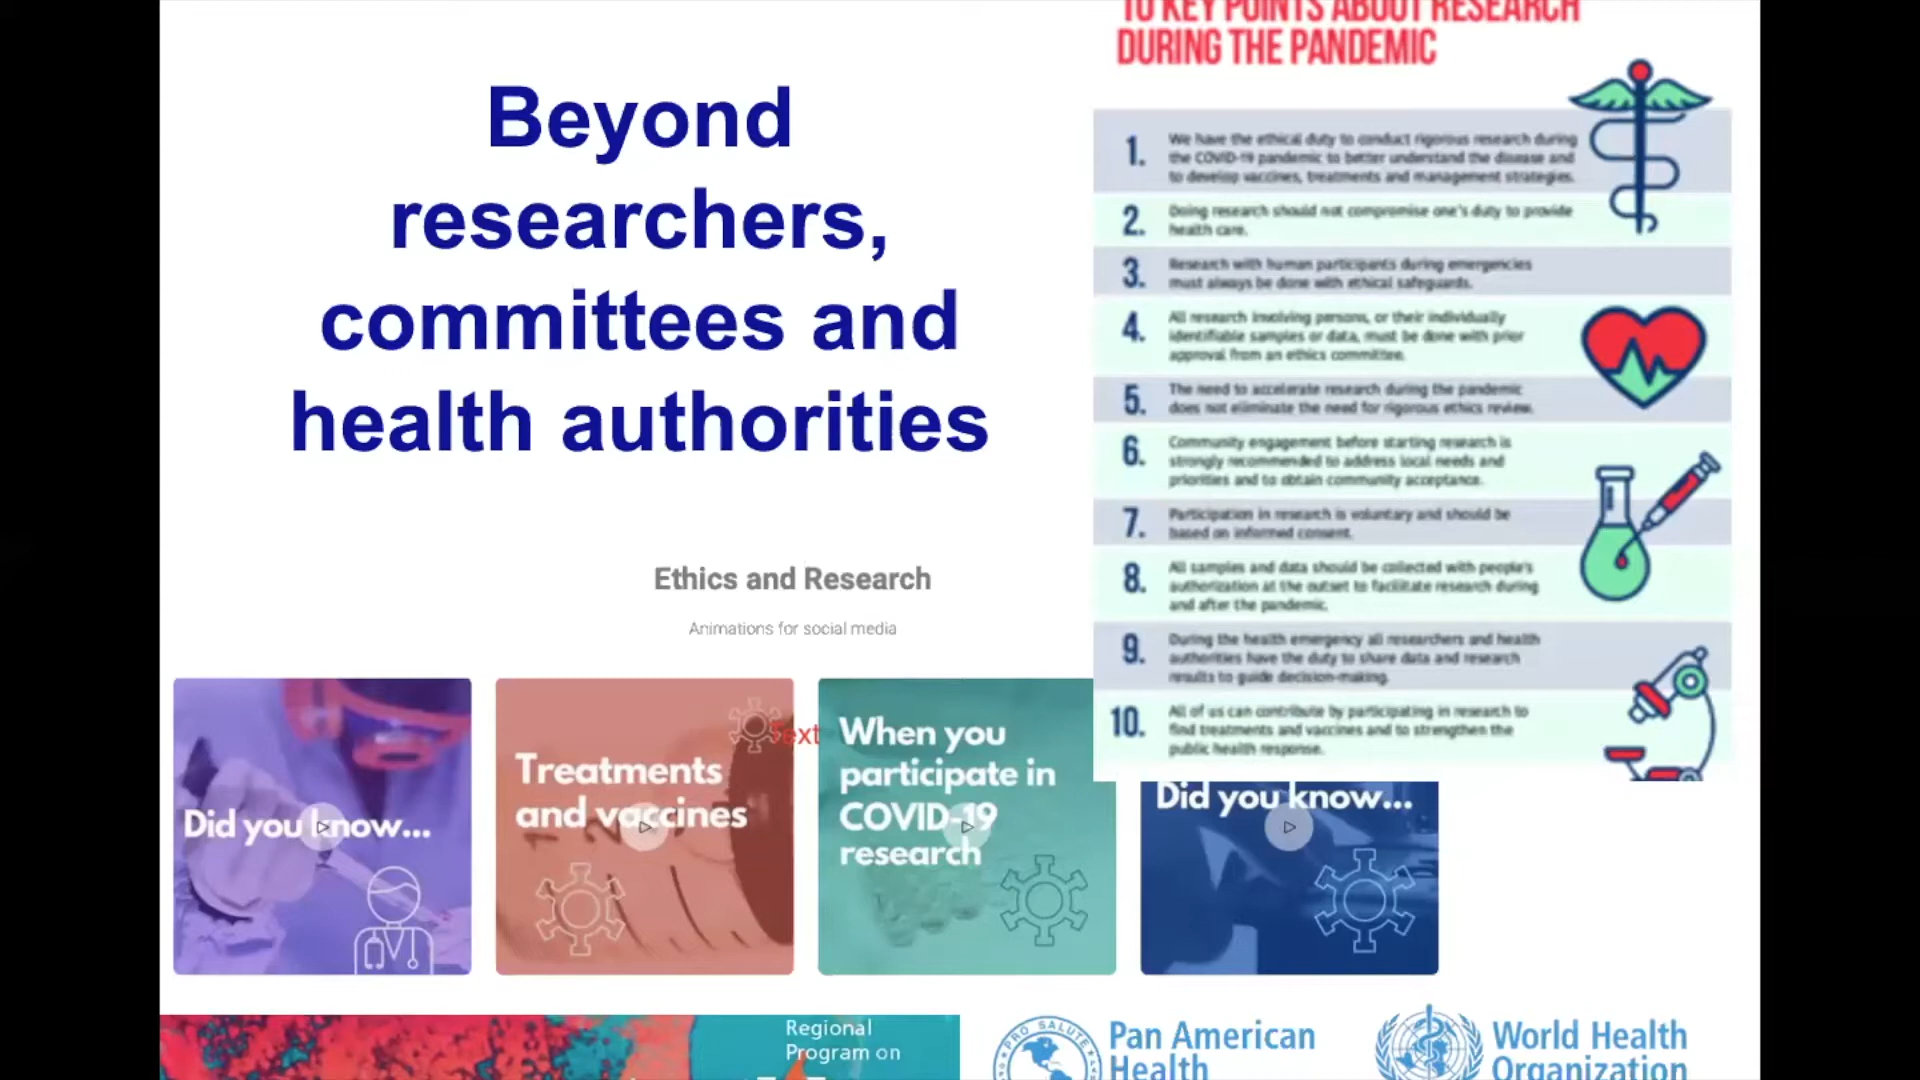 Beyond
researchers,
committees and
health authorities
10 KEY POINTS ABOUT RESEARCH
DURING THE PANDEMIC
1. We have the ethical duty to conduct rigorous research during
the COVID-19 pandemic to better understand the disease and
to develop vaccines, treatments and management strategies.
2. Doing research should not compromise one's duty to provide
health care.
3. Research with human participants during emergencies
must always be done with ethical safeguards.
4. All research involving persons, or their individually
identifiable samples or data, must be done with prior
approval from an ethics committee.
5. The need to accelerate research during the pandemic
does not eliminate the need for rigorous ethics review.
6. Community engagement before starting research is
strongly recommended to address local needs and
priorities and to obtain community acceptance.
7. Participation in research is voluntary and should be
based on informed consent.
8. All samples and data should be collected with people's
authorization at the outset to facilitate research during
and after the pandemic.
9. During the health emergency all researchers and health
authorities have the duty to share data and research
results to guide decision-making.
10. All of us can contribute by participating in research to
find treatments and vaccines and to strengthen the
public health response.
Ethics and Research
Animations for social media
Did you know...
Treatments
and vaccines
Text
When you
participate in
COVID-19
research
Did you know...
Regional
Program on
PRO SALUTE
Pan American
Health
World Health
Organization